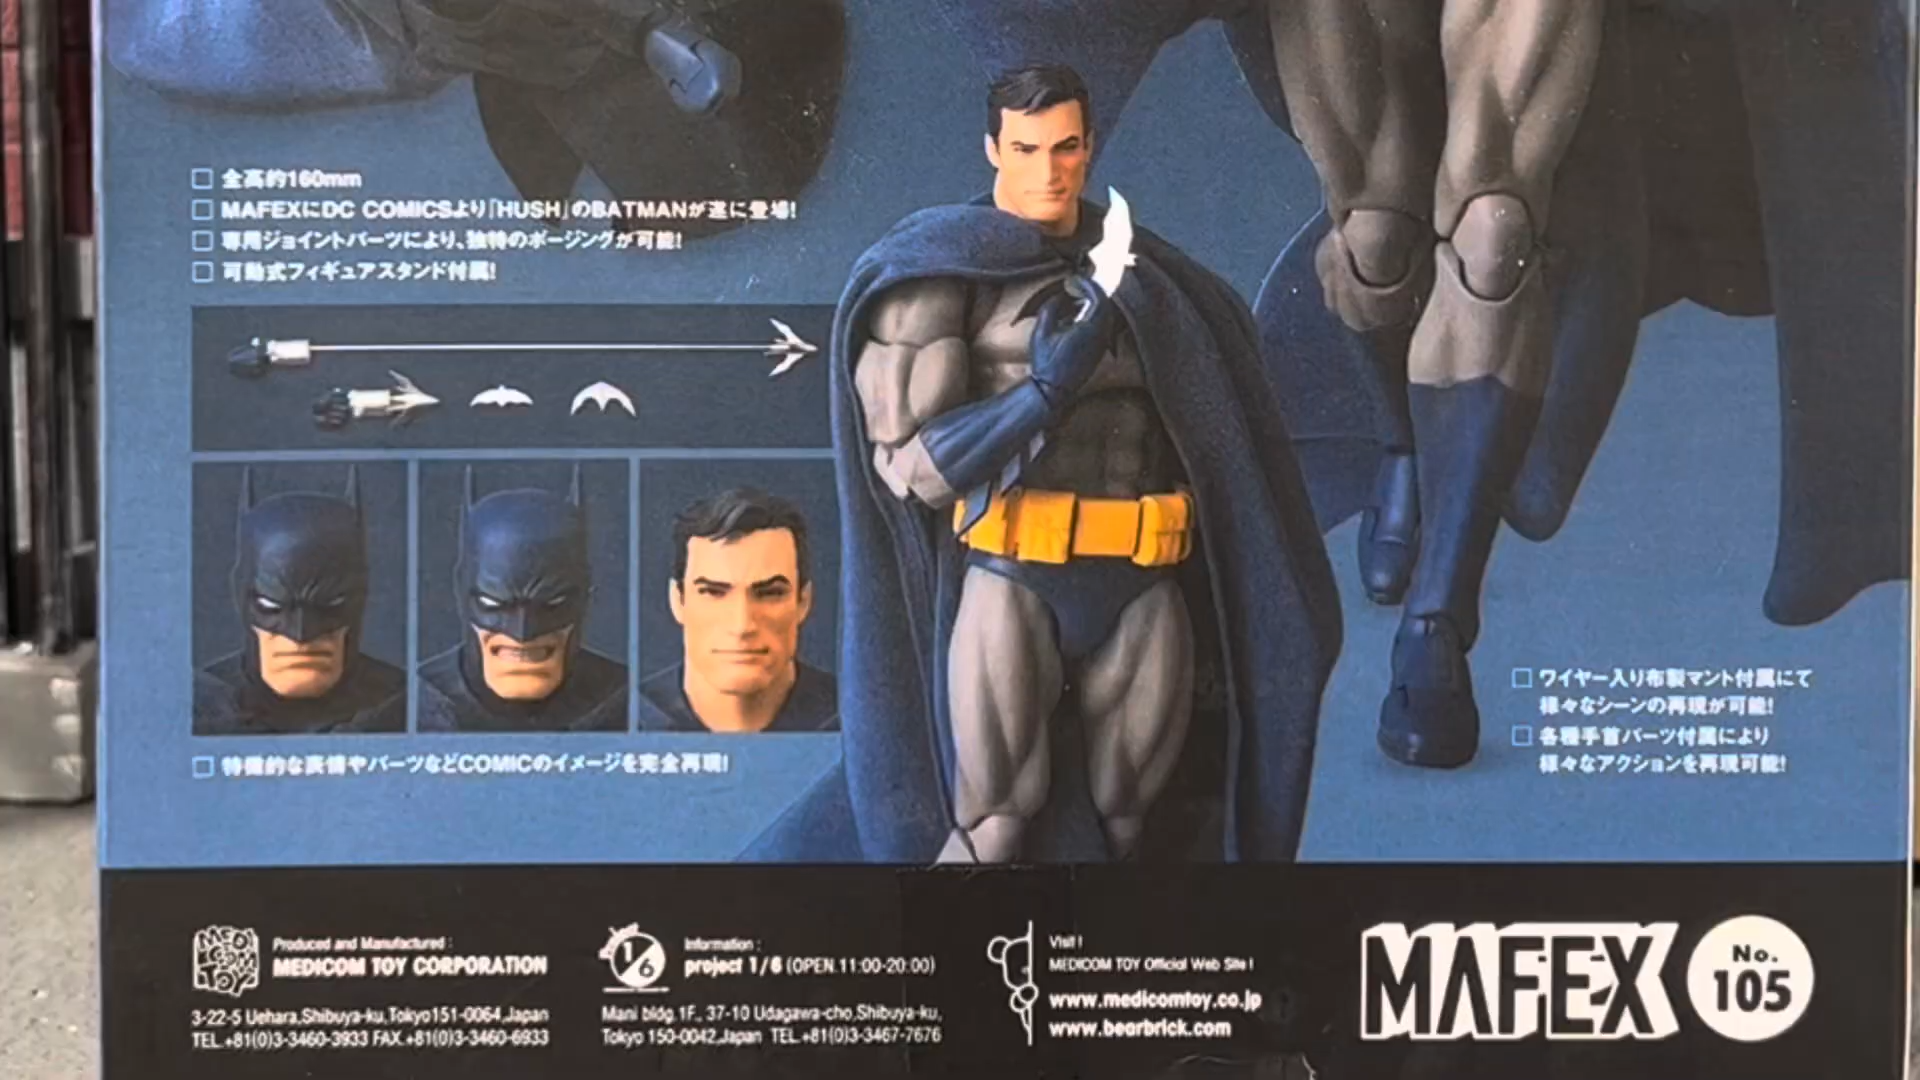 □ 全高約160mm
□ MAFEXにDC COMICSより「HUSH」のBATMANが遂に登場!
□ 専用ジョイントパーツにより、独特のポージングが可能!
□ 可動式フィギュアスタンド付属!
□ 特徴的な表情やパーツなどCOMICのイメージを完全再現!
□ ワイヤー入り布製マント付属にて
様々なシーンの再現が可能!
□ 各種手首パーツ付属により
様々なアクションを再現可能!
MEDI COM TOY
Produced and Manufactured :
MEDICOM TOY CORPORATION
3-22-5 Uehara,Shibuya-ku,Tokyo151-0064,Japan
TEL.+81(0)3-3460-3933 FAX.+81(0)3-3460-6933
1/6
Information :
project 1/6 (OPEN.11:00-20:00)
Mani bldg.1F., 37-10 Udagawa-cho,Shibuya-ku,
Tokyo 150-0042,Japan TEL.+81(0)3-3467-7676
Visit !
MEDICOM TOY Official Web Site !
www.medicomtoy.co.jp
www.bearbrick.com
MAFEX
No.
105